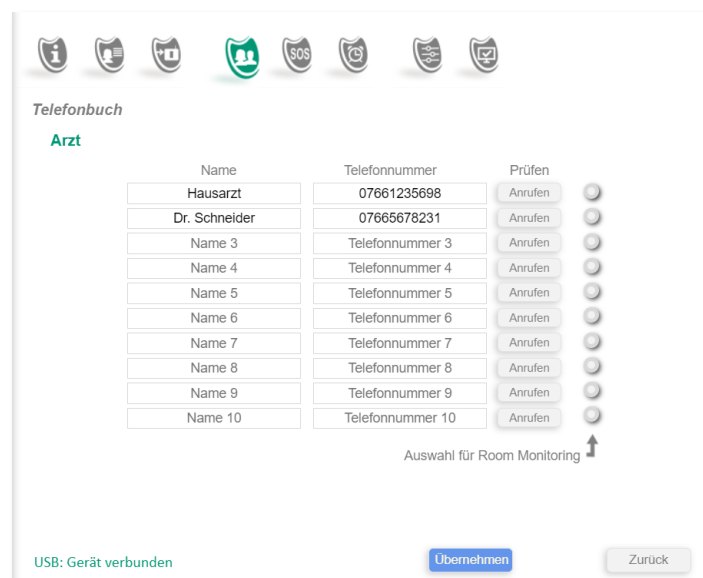 SOS
Telefonbuch
Arzt
Name Telefonnummer Prüfen
Hausarzt 07661235698 Anrufen
Dr. Schneider 07665678231 Anrufen
Name 3 Telefonnummer 3 Anrufen
Name 4 Telefonnummer 4 Anrufen
Name 5 Telefonnummer 5 Anrufen
Name 6 Telefonnummer 6 Anrufen
Name 7 Telefonnummer 7 Anrufen
Name 8 Telefonnummer 8 Anrufen
Name 9 Telefonnummer 9 Anrufen
Name 10 Telefonnummer 10 Anrufen
Auswahl für Room Monitoring
USB: Gerät verbunden Übernehmen Zurück